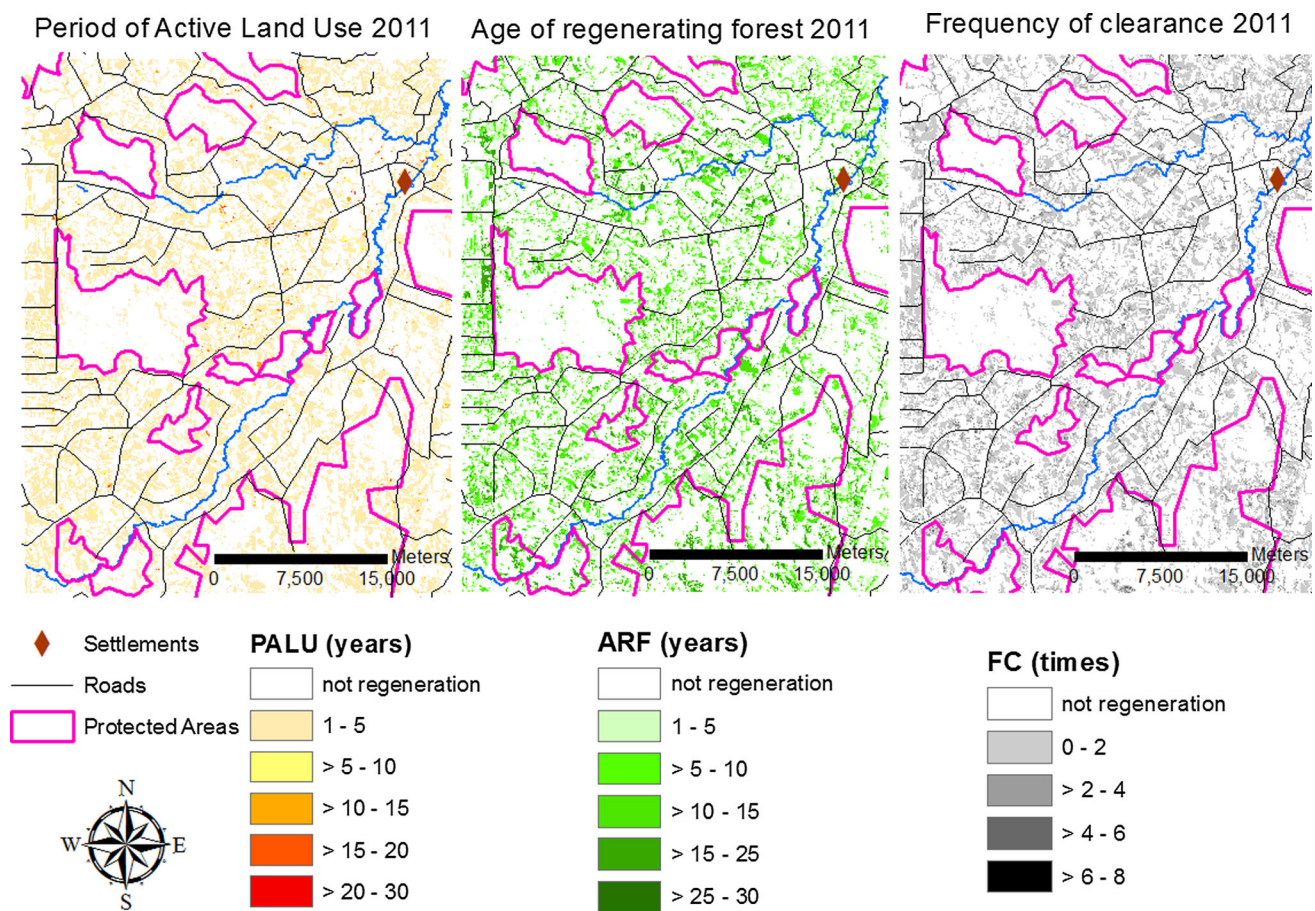 Period of Active Land Use 2011
Age of regenerating forest 2011
Frequency of clearance 2011
Meters
0 7,500 15,000
Meters
0 7,500 15,000
Meters
0 7,500 15,000
Settlements
Roads
Protected Areas
N
W E
S
PALU (years)
not regeneration
1 - 5
> 5 - 10
> 10 - 15
> 15 - 20
> 20 - 30
ARF (years)
not regeneration
1 - 5
> 5 - 10
> 10 - 15
> 15 - 25
> 25 - 30
FC (times)
not regeneration
0 - 2
> 2 - 4
> 4 - 6
> 6 - 8